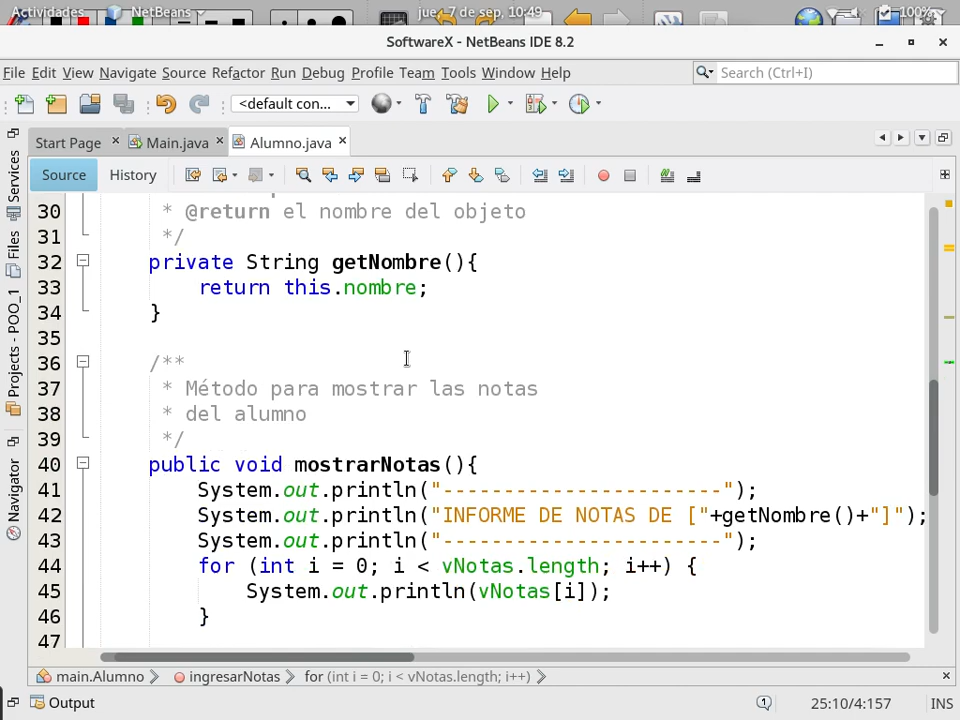 Actividades NetBeans jue, 7 de sep, 10:49 100%
SoftwareX - NetBeans IDE 8.2
File Edit View Navigate Source Refactor Run Debug Profile Team Tools Window Help
Search (Ctrl+I)
<default con...
Start Page Main.java Alumno.java
Source History
Services
Files
Projects - POO_1
Navigator
30 * @return el nombre del objeto
31 */
32 private String getNombre(){
33 return this.nombre;
34 }
35
36 /**
37 * Método para mostrar las notas
38 * del alumno
39 */
40 public void mostrarNotas(){
41 System.out.println("-----------------------");
42 System.out.println("INFORME DE NOTAS DE ["+getNombre()+"]");
43 System.out.println("-----------------------");
44 for (int i = 0; i < vNotas.length; i++) {
45 System.out.println(vNotas[i]);
46 }
47
main.Alumno ingresarNotas for (int i = 0; i < vNotas.length; i++)
Output 1 25:10/4:157 INS